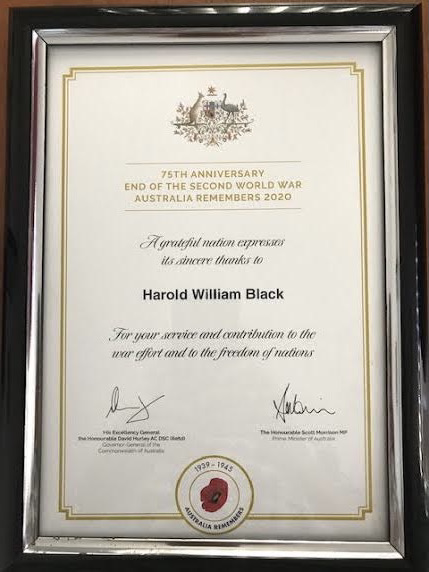 75TH ANNIVERSARY
END OF THE SECOND WORLD WAR
AUSTRALIA REMEMBERS 2020
A grateful nation expresses
its sincere thanks to
Harold William Black
For your service and contribution to the
war effort and to the freedom of nations
His Excellency General
The Honourable David Hurley AC DSC (Retd)
Governor-General of the
Commonwealth of Australia
The Honourable Scott Morrison MP
Prime Minister of Australia
1939 - 1945
AUSTRALIA REMEMBERS